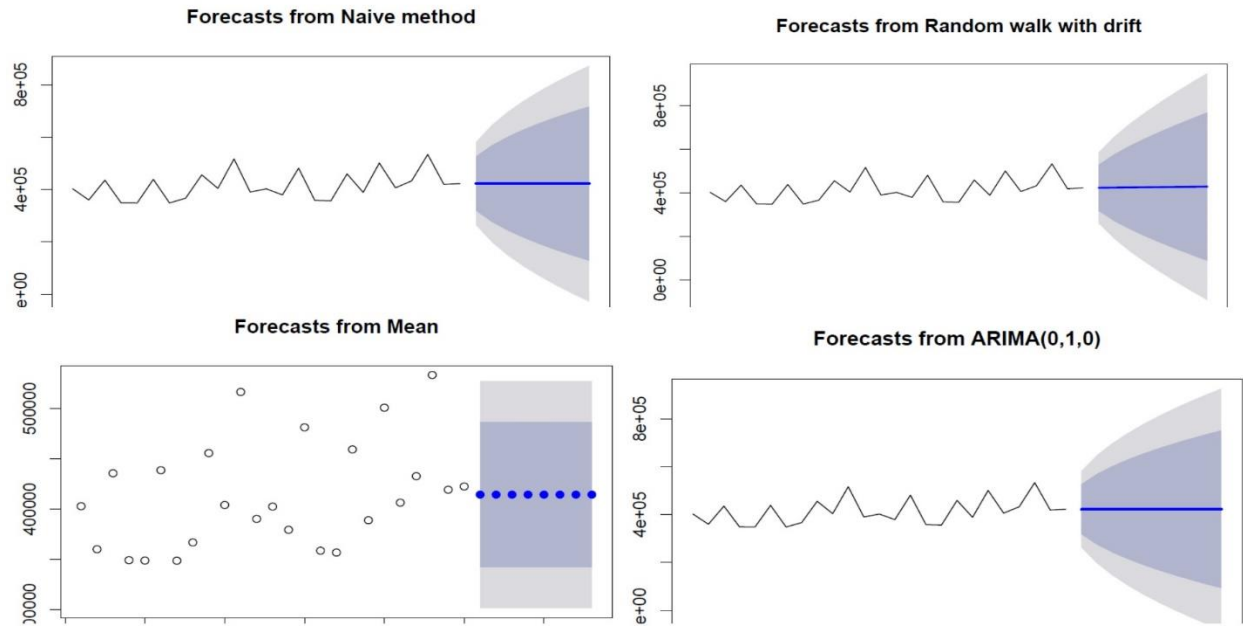 Forecasts from Naive method
8e+05
4e+05
e+00
Forecasts from Random walk with drift
8e+05
4e+05
0e+00
Forecasts from Mean
500000
400000
00000
Forecasts from ARIMA(0,1,0)
8e+05
4e+05
e+00